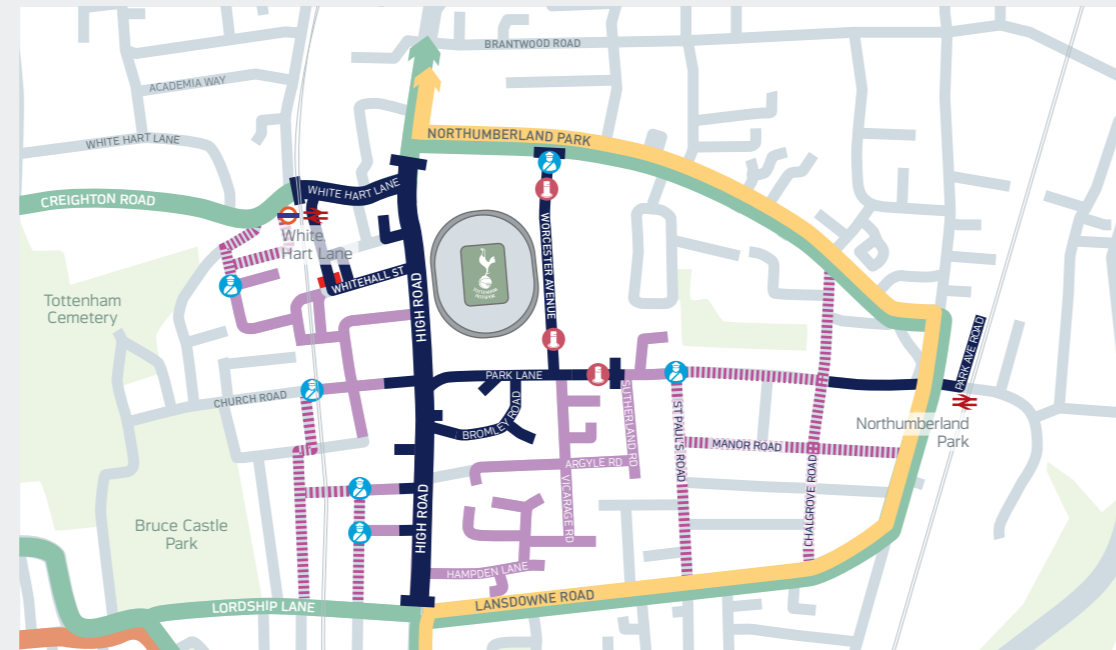 BRANTWOOD ROAD
ACADEMIA WAY
NORTHUMBERLAND PARK
WHITE HART LANE
WHITE HART LANE
CREIGHTON ROAD
White
Hart Lane
WORCESTER AVENUE
WHITEHALL ST
HIGH ROAD
TOTTENHAM
HOTSPUR
Tottenham
Cemetery
PARK AVE ROAD
PARK LANE
CHURCH ROAD
BROMLEY ROAD
SUTHERLAND RD
ST PAUL'S ROAD
Northumberland
Park
MANOR ROAD
ARGYLE RD
VICARAGE RD
CHALGROVE ROAD
HIGH ROAD
Bruce Castle
Park
HAMPDEN LANE
LORDSHIP LANE
LANSDOWNE ROAD